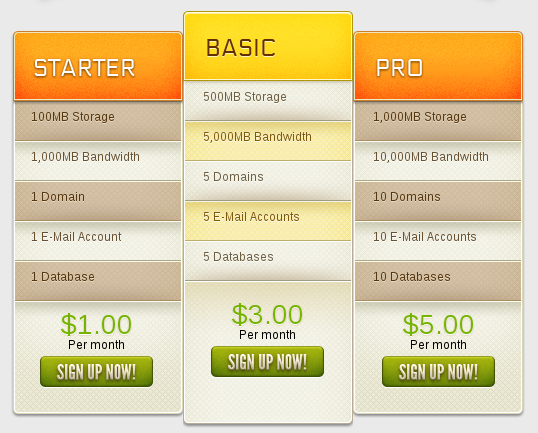 STARTER
100MB Storage
1,000MB Bandwidth
1 Domain
1 E-Mail Account
1 Database
$1.00
Per month
SIGN UP NOW!
BASIC
500MB Storage
5,000MB Bandwidth
5 Domains
5 E-Mail Accounts
5 Databases
$3.00
Per month
SIGN UP NOW!
PRO
1,000MB Storage
10,000MB Bandwidth
10 Domains
10 E-Mail Accounts
10 Databases
$5.00
Per month
SIGN UP NOW!